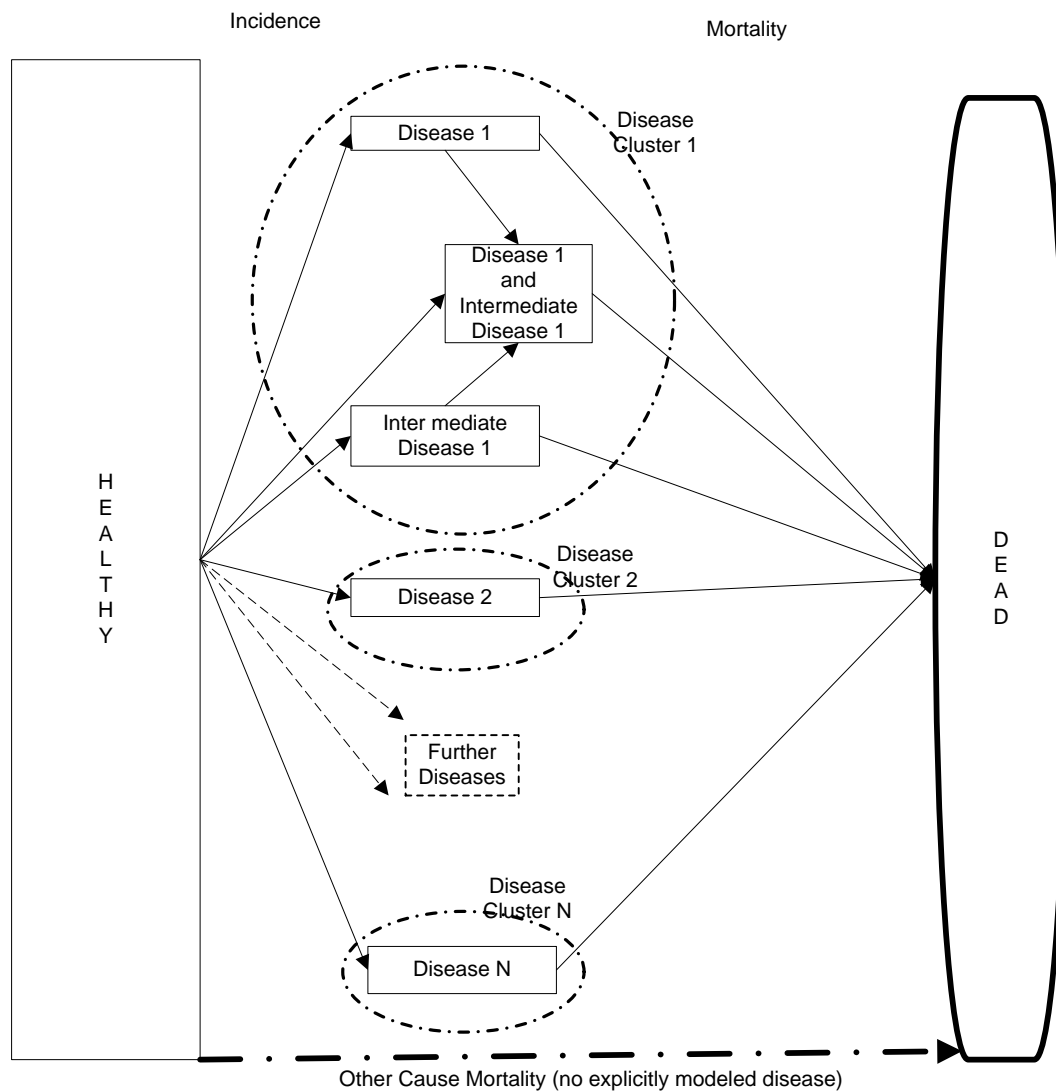 Incidence
Mortality
Disease
Cluster 1
Disease 1
Disease 1
and
Intermediate
Disease 1
Inter mediate
Disease 1
H
E
A
L
T
H
Y
Disease
Cluster 2
Disease 2
D
E
A
D
Further
Diseases
Disease
Cluster N
Disease N
Other Cause Mortality (no explicitly modeled disease)